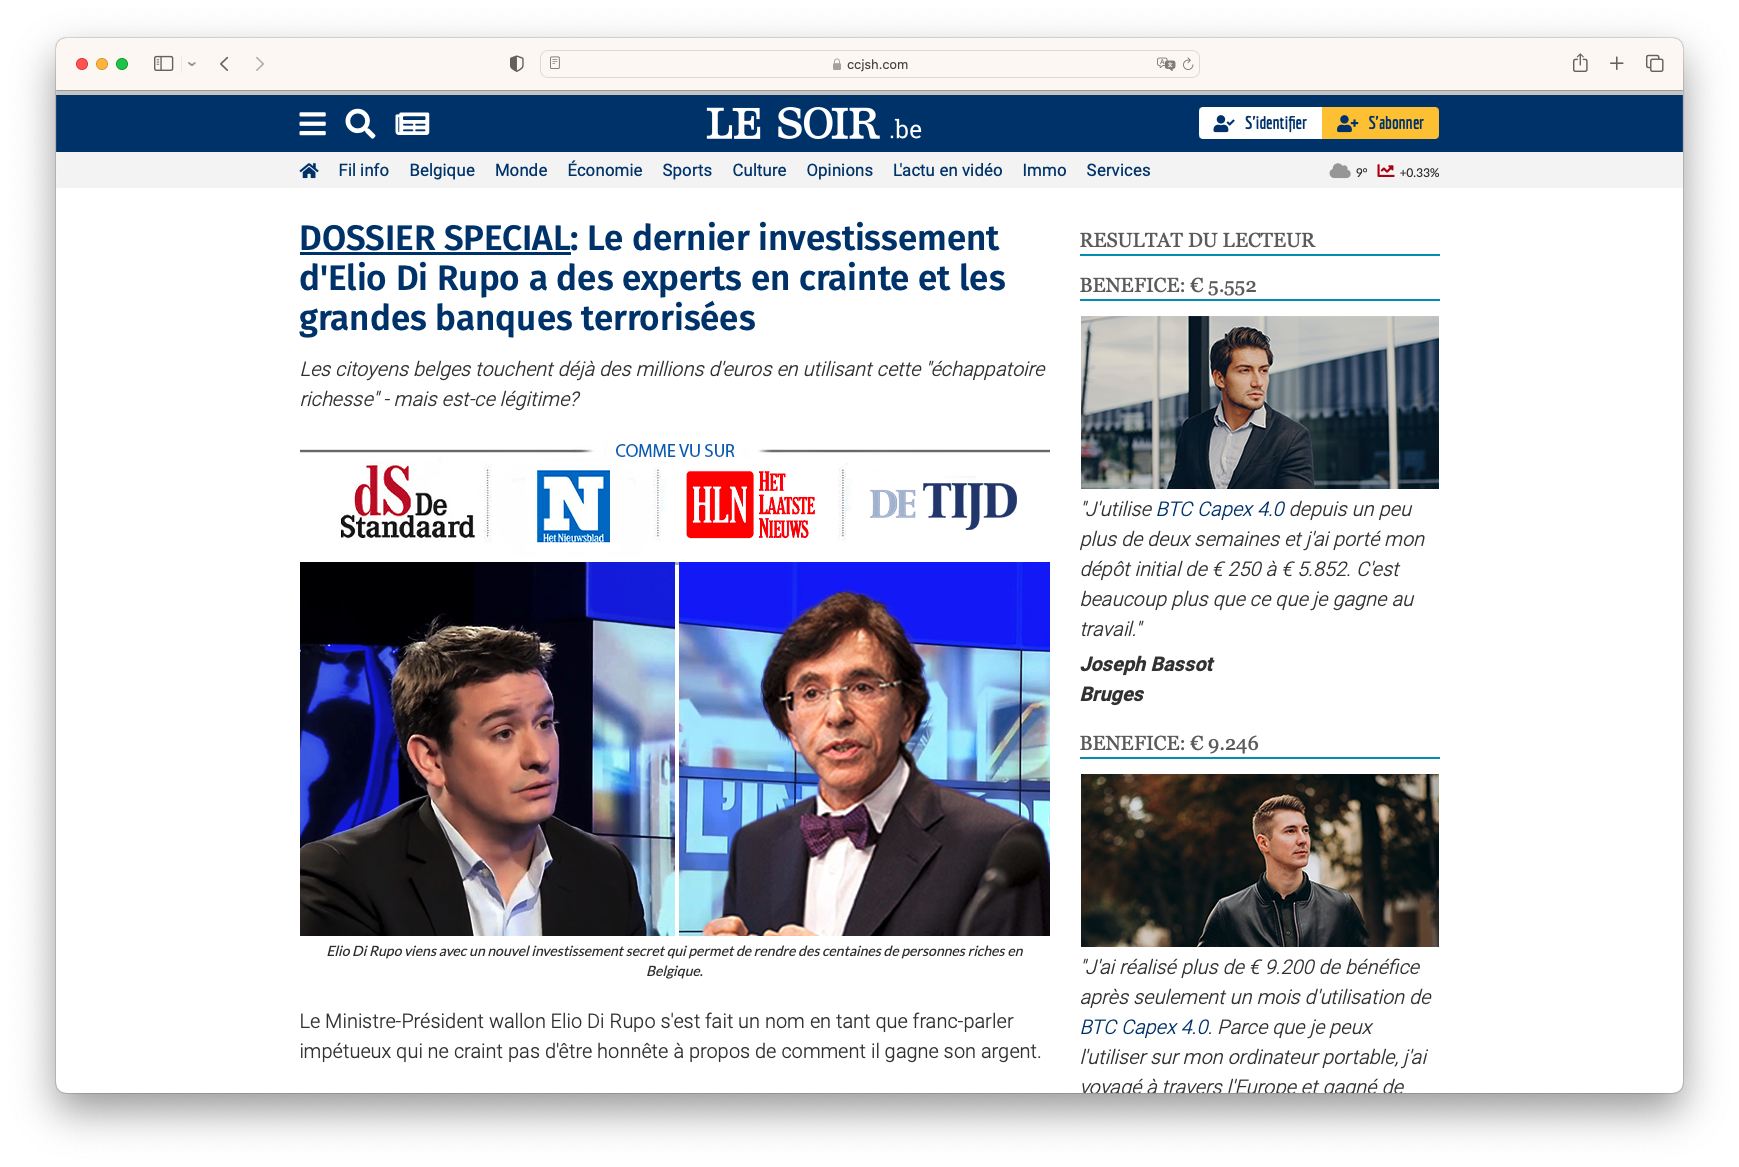 ccjsh.com
LE SOIR .be
S'identifier
S'abonner
Fil info
Belgique
Monde
Économie
Sports
Culture
Opinions
L'actu en vidéo
Immo
Services
9°
+0.33%
DOSSIER SPECIAL: Le dernier investissement
d'Elio Di Rupo a des experts en crainte et les
grandes banques terrorisées
Les citoyens belges touchent déjà des millions d'euros en utilisant cette "échappatoire
richesse" - mais est-ce légitime?
COMME VU SUR
dS De
Standaard
N
Het Nieuwsblad
HLN HET
LAATSTE
NIEUWS
DE TIJD
L'IN
Elio Di Rupo viens avec un nouvel investissement secret qui permet de rendre des centaines de personnes riches en
Belgique.
Le Ministre-Président wallon Elio Di Rupo s'est fait un nom en tant que franc-parler
impétueux qui ne craint pas d'être honnête à propos de comment il gagne son argent.
RESULTAT DU LECTEUR
BENEFICE: € 5.552
"J'utilise BTC Capex 4.0 depuis un peu
plus de deux semaines et j'ai porté mon
dépôt initial de € 250 à € 5.852. C'est
beaucoup plus que ce que je gagne au
travail."
Joseph Bassot
Bruges
BENEFICE: € 9.246
"J'ai réalisé plus de € 9.200 de bénéfice
après seulement un mois d'utilisation de
BTC Capex 4.0. Parce que je peux
l'utiliser sur mon ordinateur portable, j'ai
voyagé à travers l'Europe et gagné de